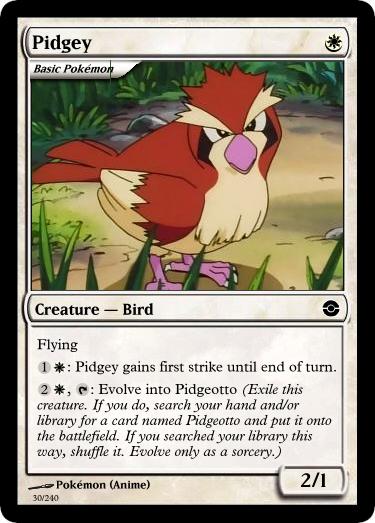 Pidgey
Basic Pokémon
Creature — Bird
Flying
1 : Pidgey gains first strike until end of turn.
2 , : Evolve into Pidgeotto (Exile this
creature. If you do, search your hand and/or
library for a card named Pidgeotto and put it onto
the battlefield. If you searched your library this
way, shuffle it. Evolve only as a sorcery.)
2/1
Pokémon (Anime)
30/240